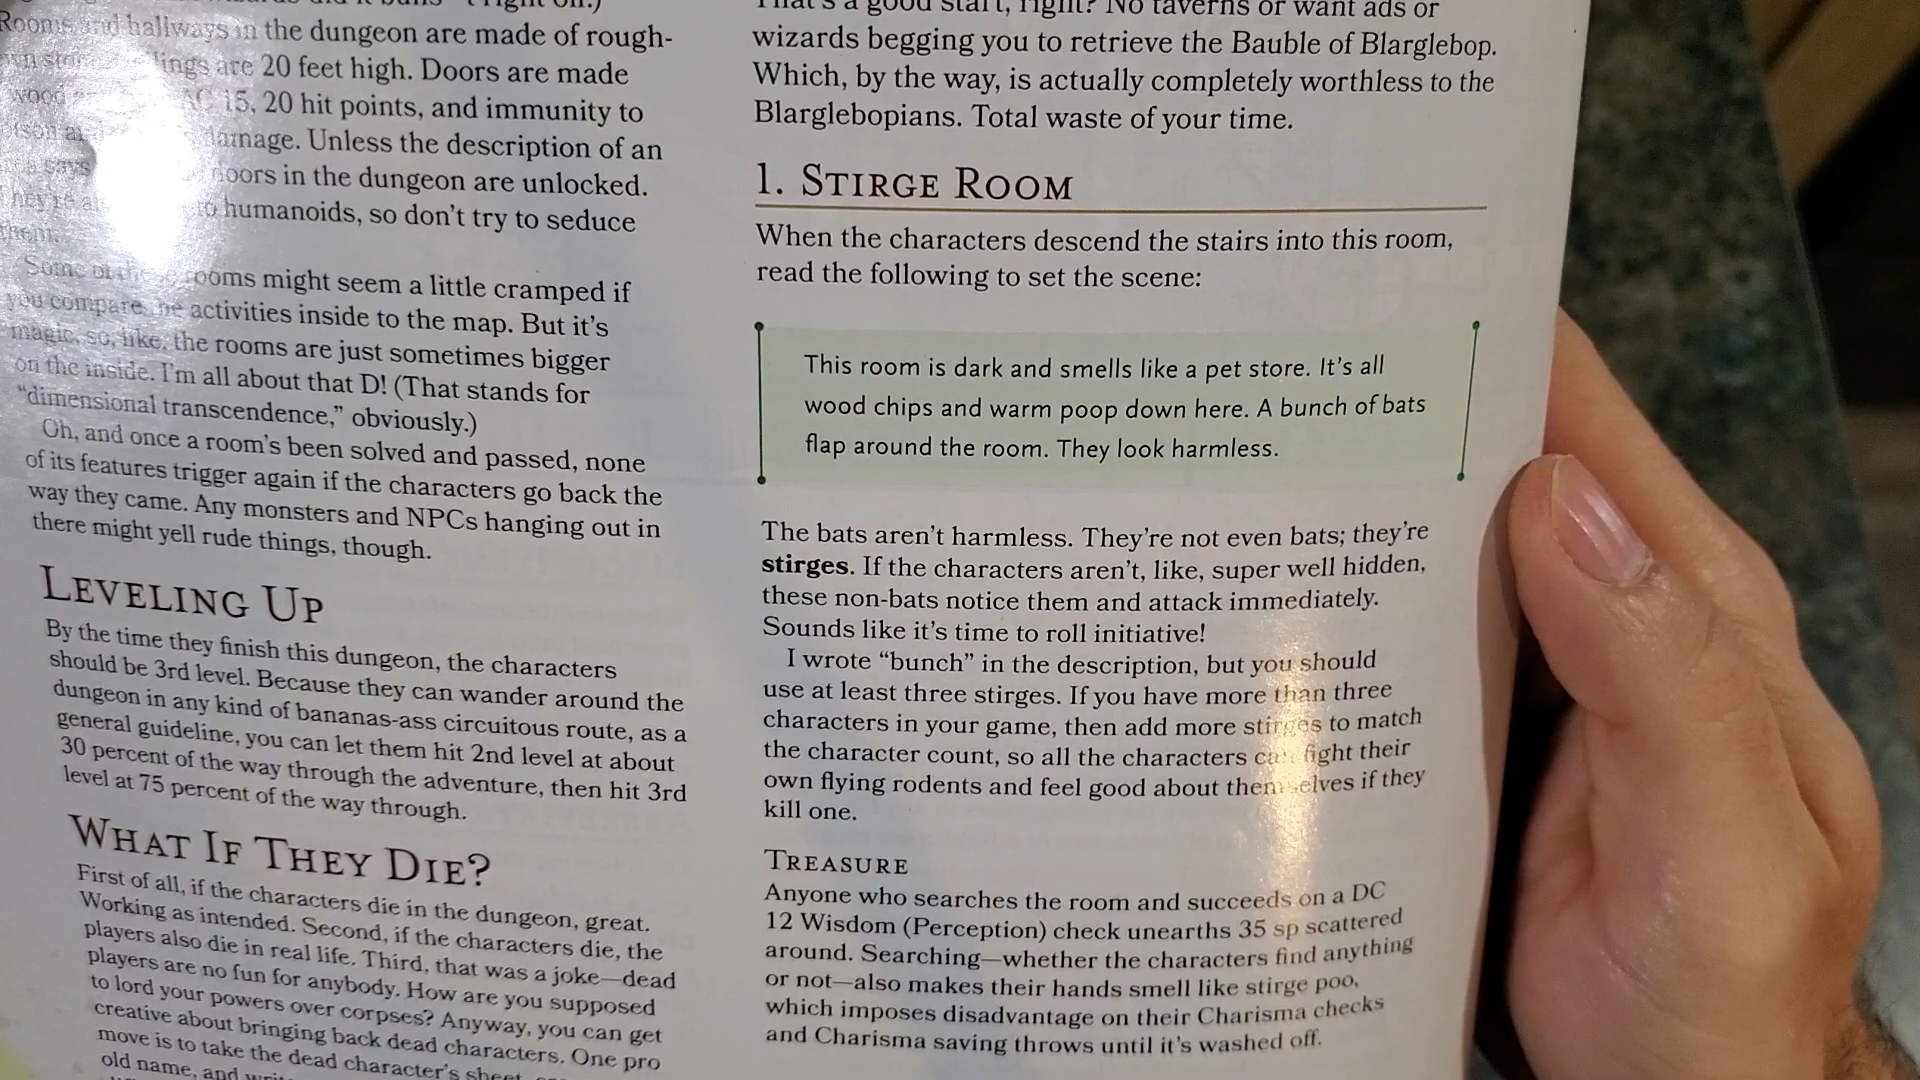 Rooms and hallways in the dungeon are made of rough-
lings are 20 feet high. Doors are made
wood AC 15, 20 hit points, and immunity to
damage. Unless the description of an
says doors in the dungeon are unlocked.
to humanoids, so don't try to seduce
them.
Some of these rooms might seem a little cramped if
you compare the activities inside to the map. But it's
magic, so, like, the rooms are just sometimes bigger
on the inside. I'm all about that D! (That stands for
"dimensional transcendence," obviously.)
Oh, and once a room's been solved and passed, none
of its features trigger again if the characters go back the
way they came. Any monsters and NPCs hanging out in
there might yell rude things, though.
LEVELING UP
By the time they finish this dungeon, the characters
should be 3rd level. Because they can wander around the
dungeon in any kind of bananas-ass circuitous route, as a
general guideline, you can let them hit 2nd level at about
30 percent of the way through the adventure, then hit 3rd
level at 75 percent of the way through.
WHAT IF THEY DIE?
First of all, if the characters die in the dungeon, great.
Working as intended. Second, if the characters die, the
players also die in real life. Third, that was a joke—dead
players are no fun for anybody. How are you supposed
to lord your powers over corpses? Anyway, you can get
creative about bringing back dead characters. One pro
move is to take the dead character's sheet,
old name, and
That's a good start, right? No taverns or want ads or
wizards begging you to retrieve the Bauble of Blarglebop.
Which, by the way, is actually completely worthless to the
Blarglebopians. Total waste of your time.
1. STIRGE ROOM
When the characters descend the stairs into this room,
read the following to set the scene:
This room is dark and smells like a pet store. It's all
wood chips and warm poop down here. A bunch of bats
flap around the room. They look harmless.
The bats aren't harmless. They're not even bats; they're
stirges. If the characters aren't, like, super well hidden,
these non-bats notice them and attack immediately.
Sounds like it's time to roll initiative!
I wrote "bunch" in the description, but you should
use at least three stirges. If you have more than three
characters in your game, then add more stirges to match
the character count, so all the characters can fight their
own flying rodents and feel good about themselves if they
kill one.
TREASURE
Anyone who searches the room and succeeds on a DC
12 Wisdom (Perception) check unearths 35 sp scattered
around. Searching—whether the characters find anything
or not—also makes their hands smell like stirge poo,
which imposes disadvantage on their Charisma checks
and Charisma saving throws until it's washed off.